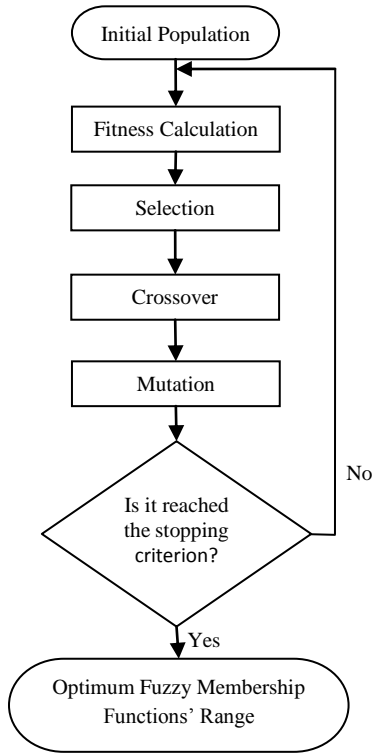 Initial Population
Fitness Calculation
Selection
Crossover
Mutation
Is it reached
the stopping
criterion?
No
Yes
Optimum Fuzzy Membership
Functions’ Range